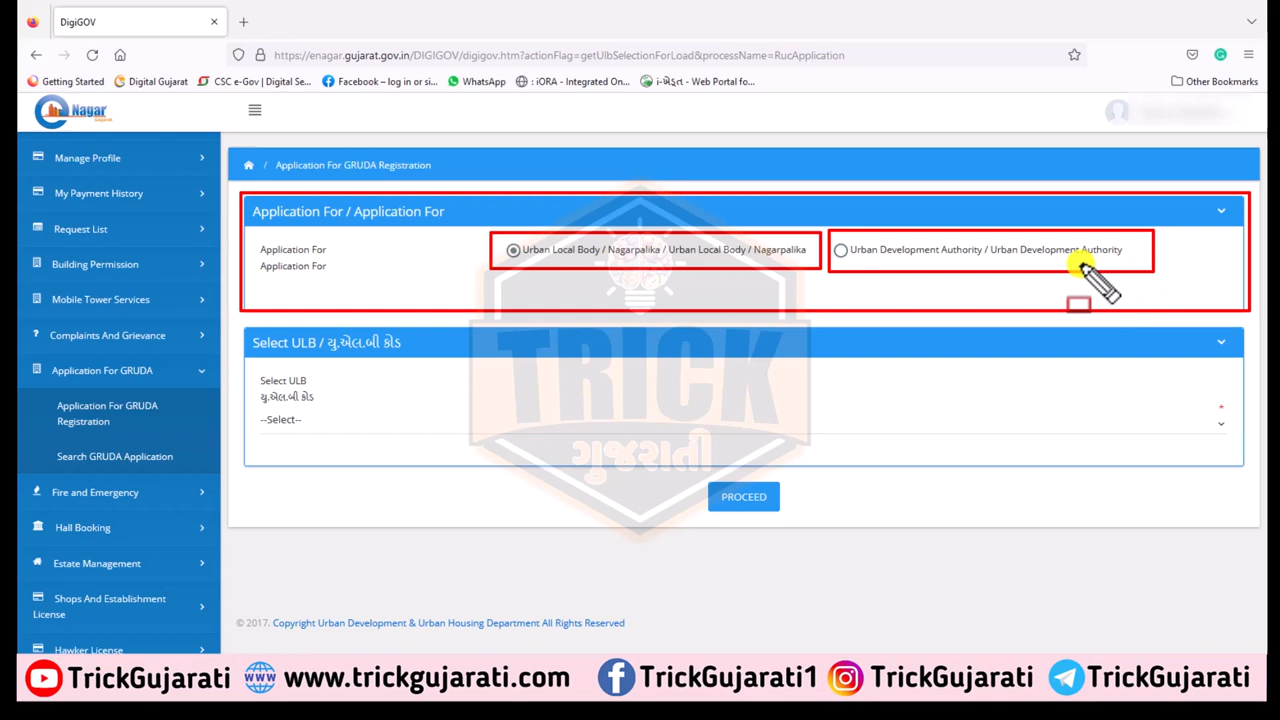 DigiGOV
https://enagar.gujarat.gov.in/DIGIGOV/digigov.htm?actionFlag=getUlbSelectionForLoad&processName=RucApplication
Getting Started Digital Gujarat CSC e-Gov | Digital Se... Facebook – log in or si... WhatsApp : iORA - Integrated On... i-ખેડૂત - Web Portal fo... Other Bookmarks
Nagar
Gujarat
Application For GRUDA Registration
Manage Profile
My Payment History
Request List
Building Permission
Mobile Tower Services
Complaints And Grievance
Application For GRUDA
Application For GRUDA
Registration
Search GRUDA Application
Fire and Emergency
Hall Booking
Estate Management
Shops And Establishment
License
Hawker License
/ Application For GRUDA Registration
Application For / Application For
Application For
Application For
Urban Local Body / Nagarpalika / Urban Local Body / Nagarpalika
Urban Development Authority / Urban Development Authority
Select ULB / યુ.એલ.બી કોડ
Select ULB
યુ.એલ.બી કોડ
*
--Select--
PROCEED
TRICK
ગુજરાતી
© 2017. Copyright Urban Development & Urban Housing Department All Rights Reserved
TrickGujarati www.trickgujarati.com TrickGujarati1 TrickGujarati TrickGujarati